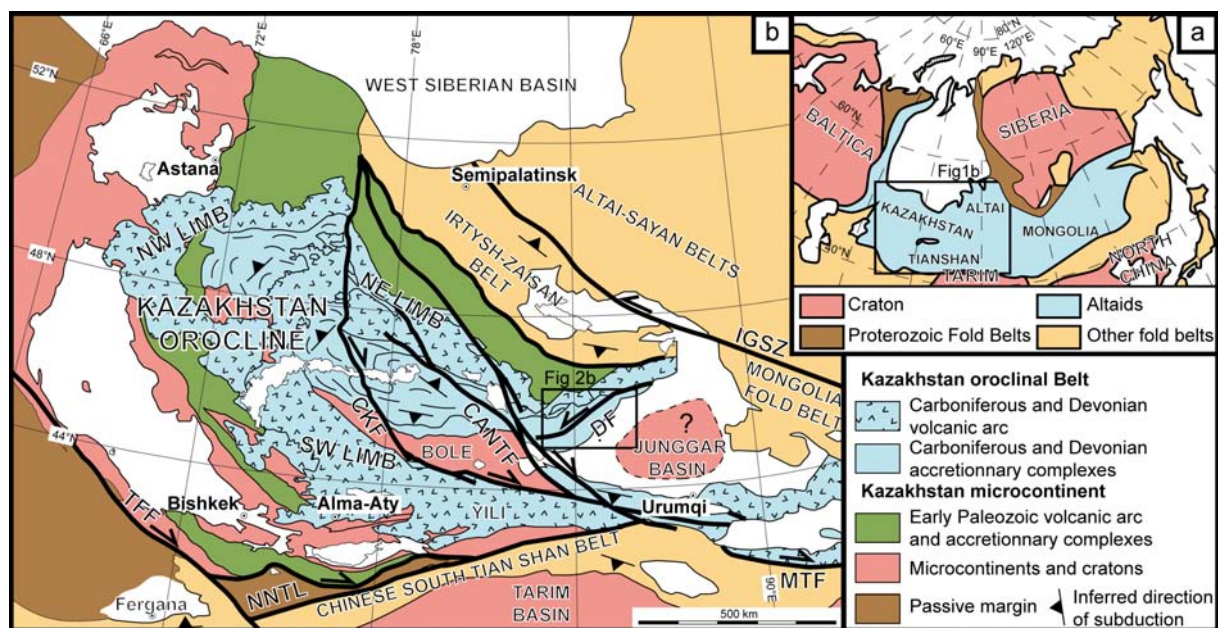 b
66°E
72°E
78°E
52°N
WEST SIBERIAN BASIN
Astana
Semipalatinsk
ALTAI-SAYAN BELTS
IRTYSH-ZAISAN
BELT
NW LIMB
48°N
NE LIMB
KAZAKHSTAN
OROCLINE
IGSZ
MONGOLIA
FOLD BELT
Fig 2b
DF
?
JUNGGAR
BASIN
CKF
CANTF
BOLE
44°N
SW LIMB
Bishkek
Alma-Aty
YILI
Urumqi
TFF
NNTL
CHINESE SOUTH TIAN SHAN BELT
MTF
90°E
Fergana
TARIM
BASIN
500 km
a
60°E
80°N
90°E
120°E
60°N
BALTICA
SIBERIA
Fig1b
KAZAKHSTAN
ALTAI
MONGOLIA
TIANSHAN
TARIM
NORTH
CHINA
Craton
Altaids
Proterozoic Fold Belts
Other fold belts
Kazakhstan oroclinal Belt
Carboniferous and Devonian
volcanic arc
Carboniferous and Devonian
accretionnary complexes
Kazakhstan microcontinent
Early Paleozoic volcanic arc
and accretionnary complexes
Microcontinents and cratons
Passive margin
Inferred direction
of subduction